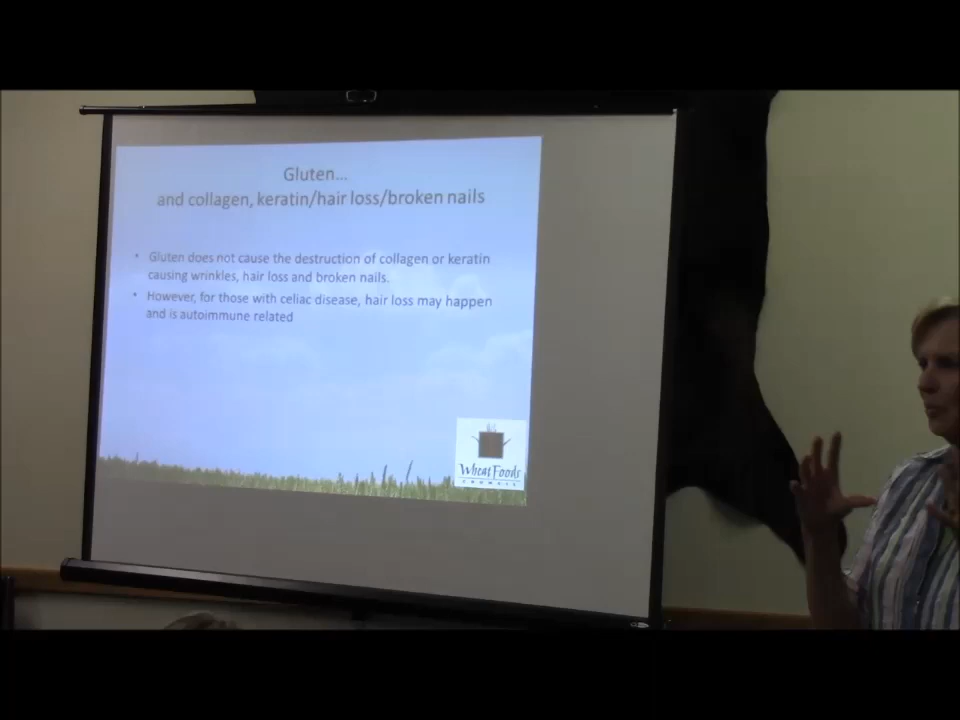 Gluten...
and collagen, keratin/hair loss/broken nails
• Gluten does not cause the destruction of collagen or keratin
causing wrinkles, hair loss and broken nails.
• However, for those with celiac disease, hair loss may happen
and is autoimmune related
Wheat Foods
COUNCIL